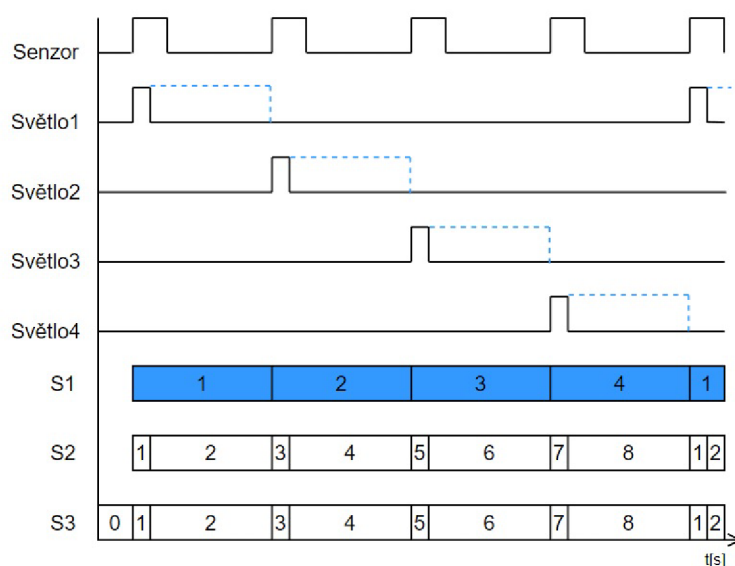 Senzor
Světlo1
Světlo2
Světlo3
Světlo4
S1 1 2 3 4 1
S2 1 2 3 4 5 6 7 8 1 2
S3 0 1 2 3 4 5 6 7 8 1 2
t[s]